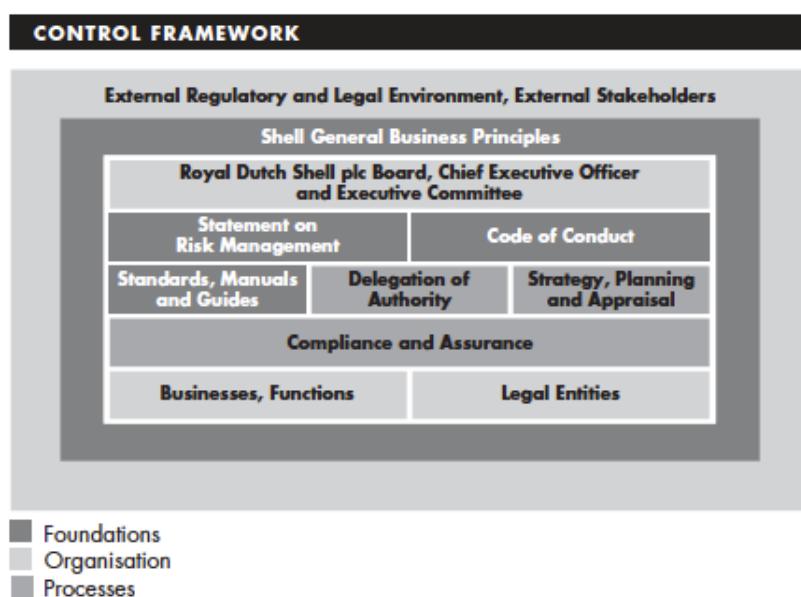 CONTROL FRAMEWORK
External Regulatory and Legal Environment, External Stakeholders
Shell General Business Principles
Royal Dutch Shell plc Board, Chief Executive Officer
and Executive Committee
Statement on
Risk Management
Code of Conduct
Standards, Manuals
and Guides
Delegation of
Authority
Strategy, Planning
and Appraisal
Compliance and Assurance
Businesses, Functions
Legal Entities
Foundations
Organisation
Processes